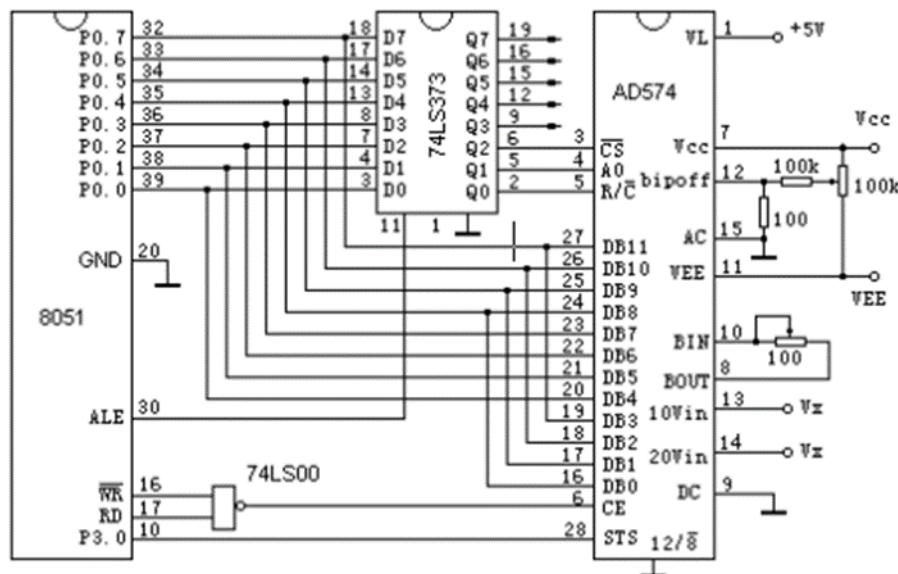 8051
P0.7 32
P0.6 33
P0.5 34
P0.4 35
P0.3 36
P0.2 37
P0.1 38
P0.0 39
GND 20
ALE 30
W̅R̅ 16
RD 17
P3.0 10
74LS00
74LS373
18 D7
17 D6
14 D5
13 D4
8 D3
7 D2
4 D1
3 D0
Q7 19
Q6 16
Q5 15
Q4 12
Q3 9
Q2 6
Q1 5
Q0 2
11
1
AD574
3 C̅S̅
4 A0
5 R/C̅
27 DB11
26 DB10
25 DB9
24 DB8
23 DB7
22 DB6
21 DB5
20 DB4
19 DB3
18 DB2
17 DB1
16 DB0
6 CE
28 STS
VL 1 +5V
Vcc 7 Vcc
bipoff 12 100k 100k
100
AC 15
VEE 11 VEE
BIN 10
100
BOUT 8
10Vin 13 Vx
20Vin 14 Vx
DC 9
12/8̅